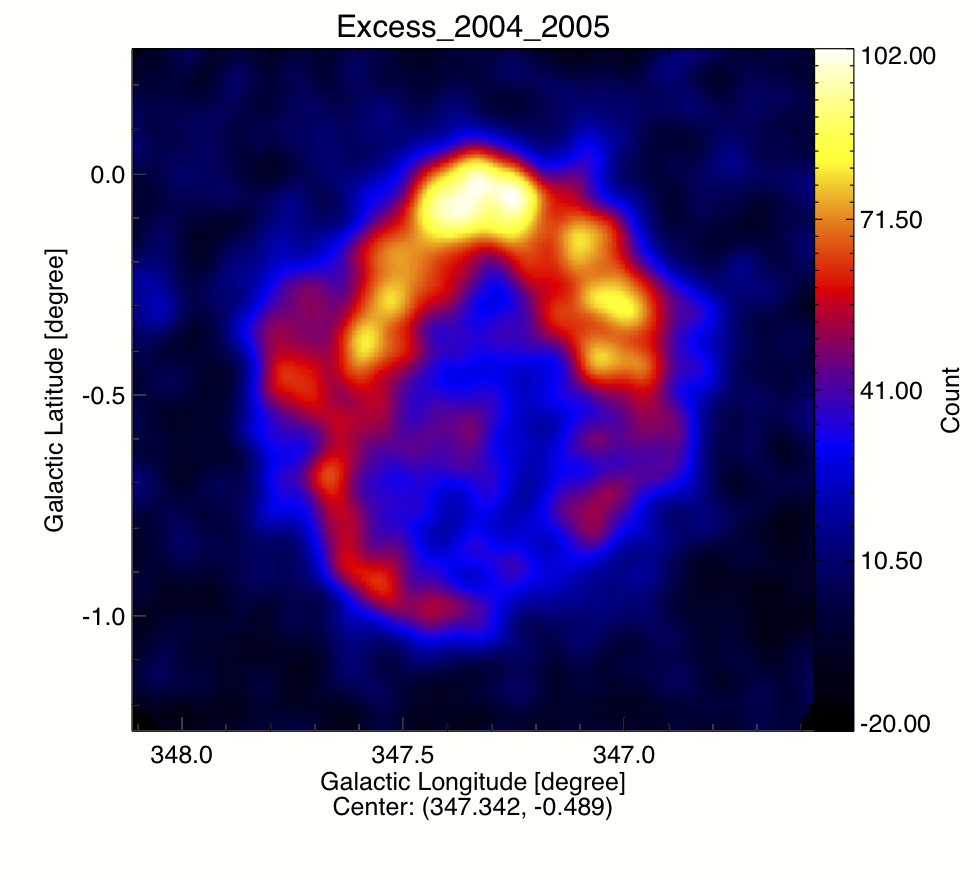 Excess_2004_2005
102.00
0.0
71.50
Galactic Latitude [degree]
-0.5
41.00
Count
10.50
-1.0
-20.00
348.0 347.5 347.0
Galactic Longitude [degree]
Center: (347.342, -0.489)